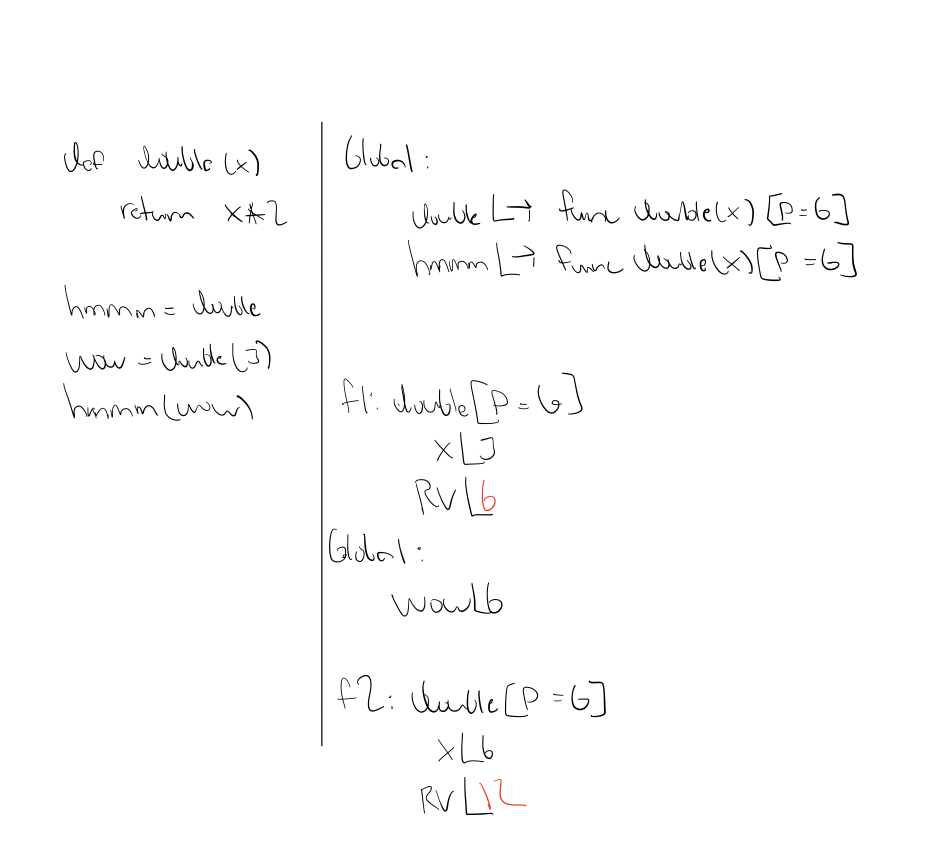 def double(x)
return x*2
hmmm = double
wow = double(3)
hmmm(wow)
Global:
double → func double(x) [P=G]
hmmm → func double(x) [P=G]
f1: double [P=G]
x 3
RV 6
Global:
wow 6
f2: double [P=G]
x 6
RV 12